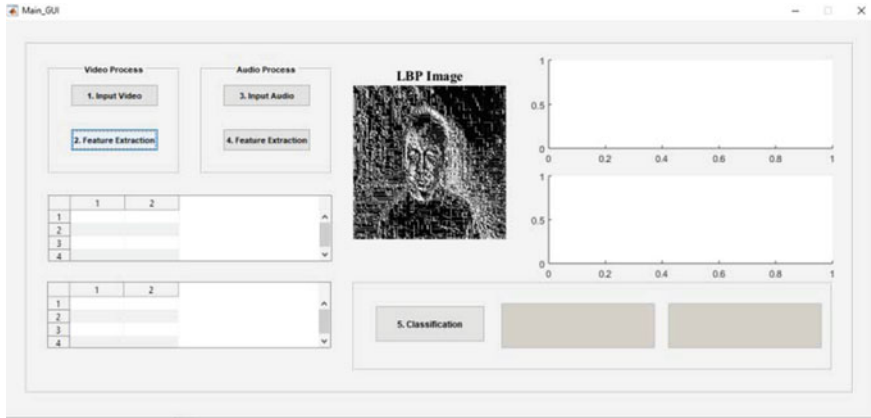 Main_GUI
Video Process
1. Input Video
2. Feature Extraction
Audio Process
3. Input Audio
4. Feature Extraction
LBP Image
1
0.5
0
0 0.2 0.4 0.6 0.8 1
1
0.5
0
0 0.2 0.4 0.6 0.8 1
1 2
1
2
3
4
1 2
1
2
3
4
5. Classification